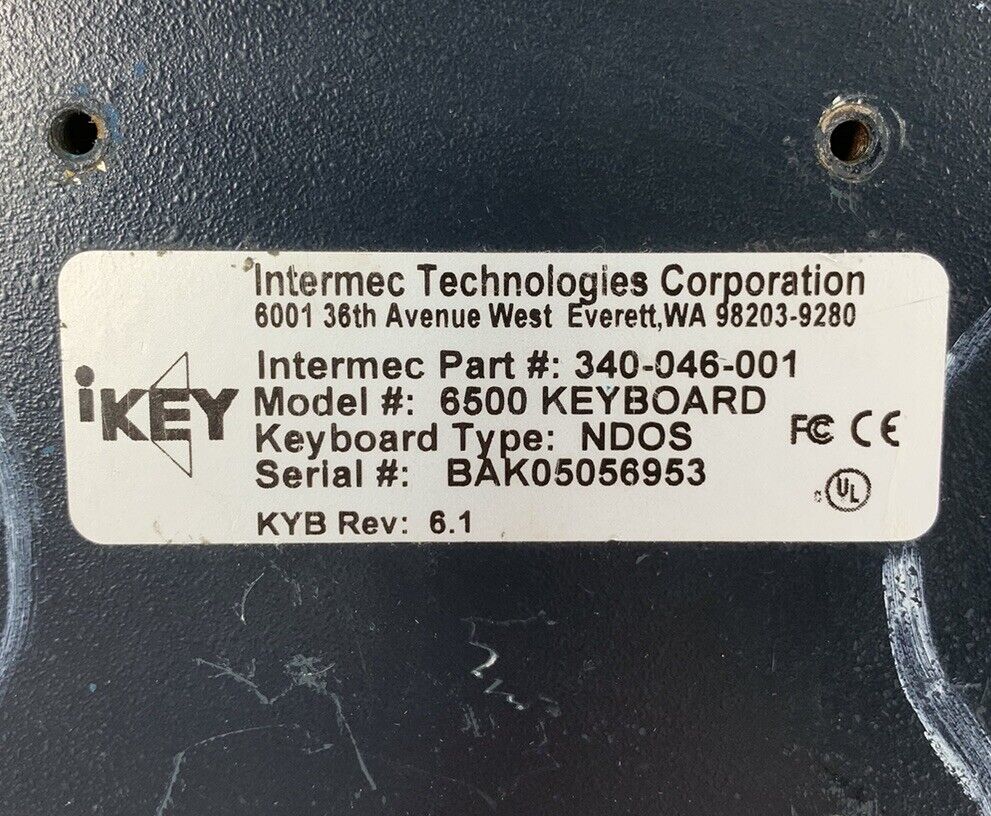 Intermec Technologies Corporation
6001 36th Avenue West Everett,WA 98203-9280
Intermec Part #: 340-046-001
iKEY
Model #: 6500 KEYBOARD
Keyboard Type: NDOS
FC CE
Serial #: BAK05056953
c UL
KYB Rev: 6.1